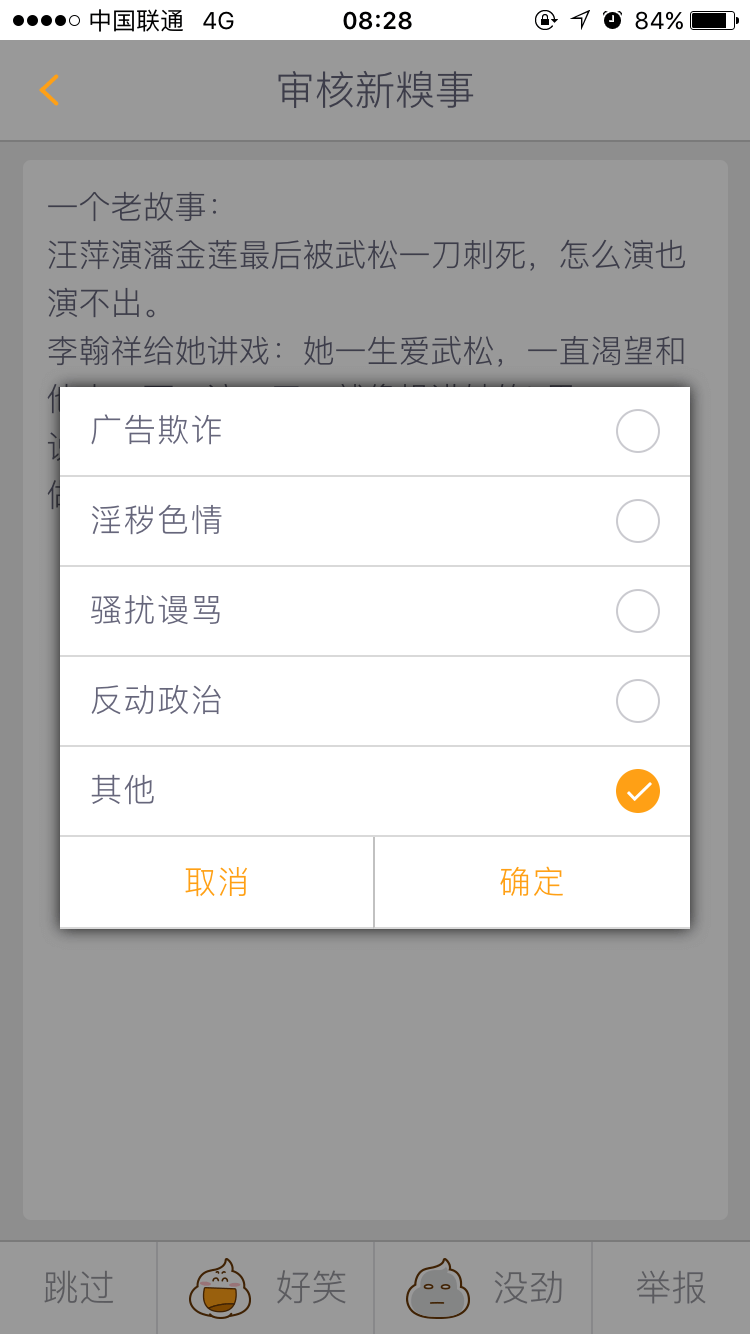 中国联通 4G 08:28 84%
审核新糗事
一个老故事：
汪萍演潘金莲最后被武松一刀刺死，怎么演也
演不出。
李翰祥给她讲戏：她一生爱武松，一直渴望和
广告欺诈
淫秽色情
骚扰谩骂
反动政治
其他
取消 确定
跳过 好笑 没劲 举报